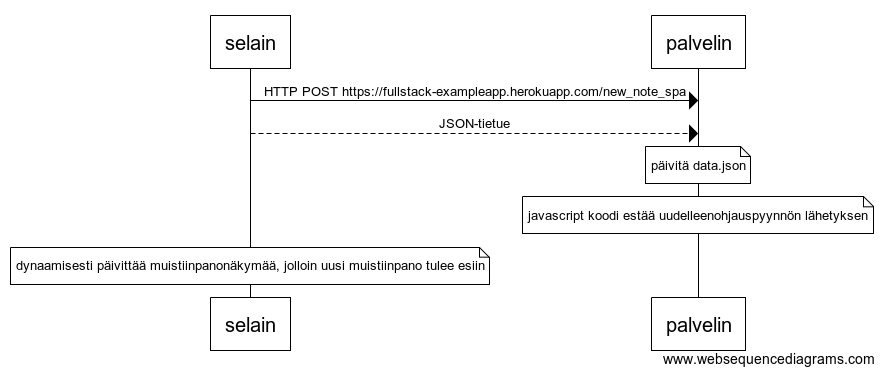 selain
palvelin
HTTP POST https://fullstack-exampleapp.herokuapp.com/new_note_spa
JSON-tietue
päivitä data.json
javascript koodi estää uudelleenohjauspyynnön lähetyksen
dynaamisesti päivittää muistiinpanonäkymää, jolloin uusi muistiinpano tulee esiin
selain
palvelin
www.websequencediagrams.com